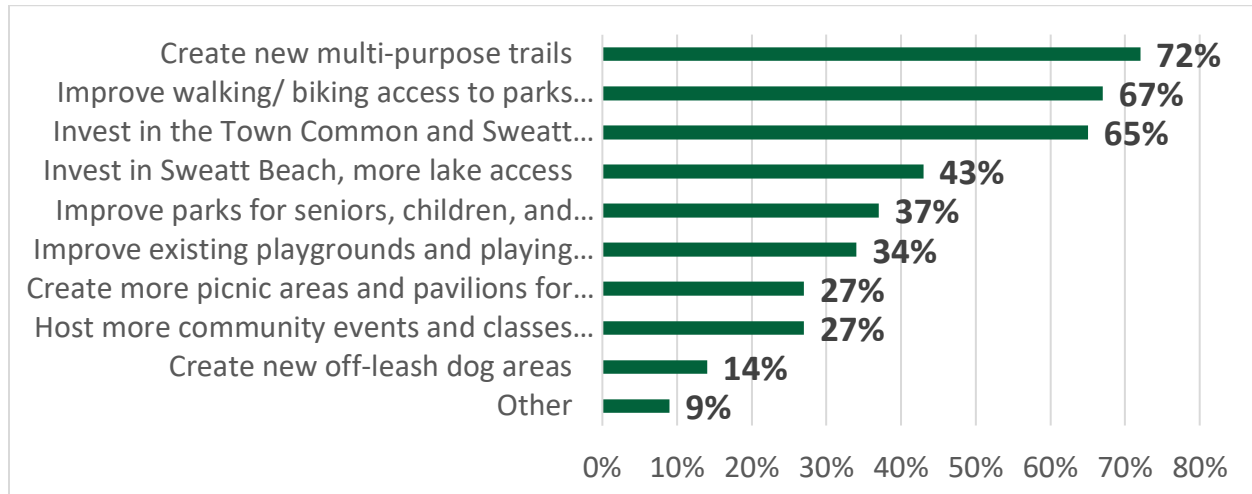 Create new multi-purpose trails 72%
Improve walking/ biking access to parks... 67%
Invest in the Town Common and Sweatt... 65%
Invest in Sweatt Beach, more lake access 43%
Improve parks for seniors, children, and... 37%
Improve existing playgrounds and playing... 34%
Create more picnic areas and pavilions for... 27%
Host more community events and classes... 27%
Create new off-leash dog areas 14%
Other 9%
0% 10% 20% 30% 40% 50% 60% 70% 80%